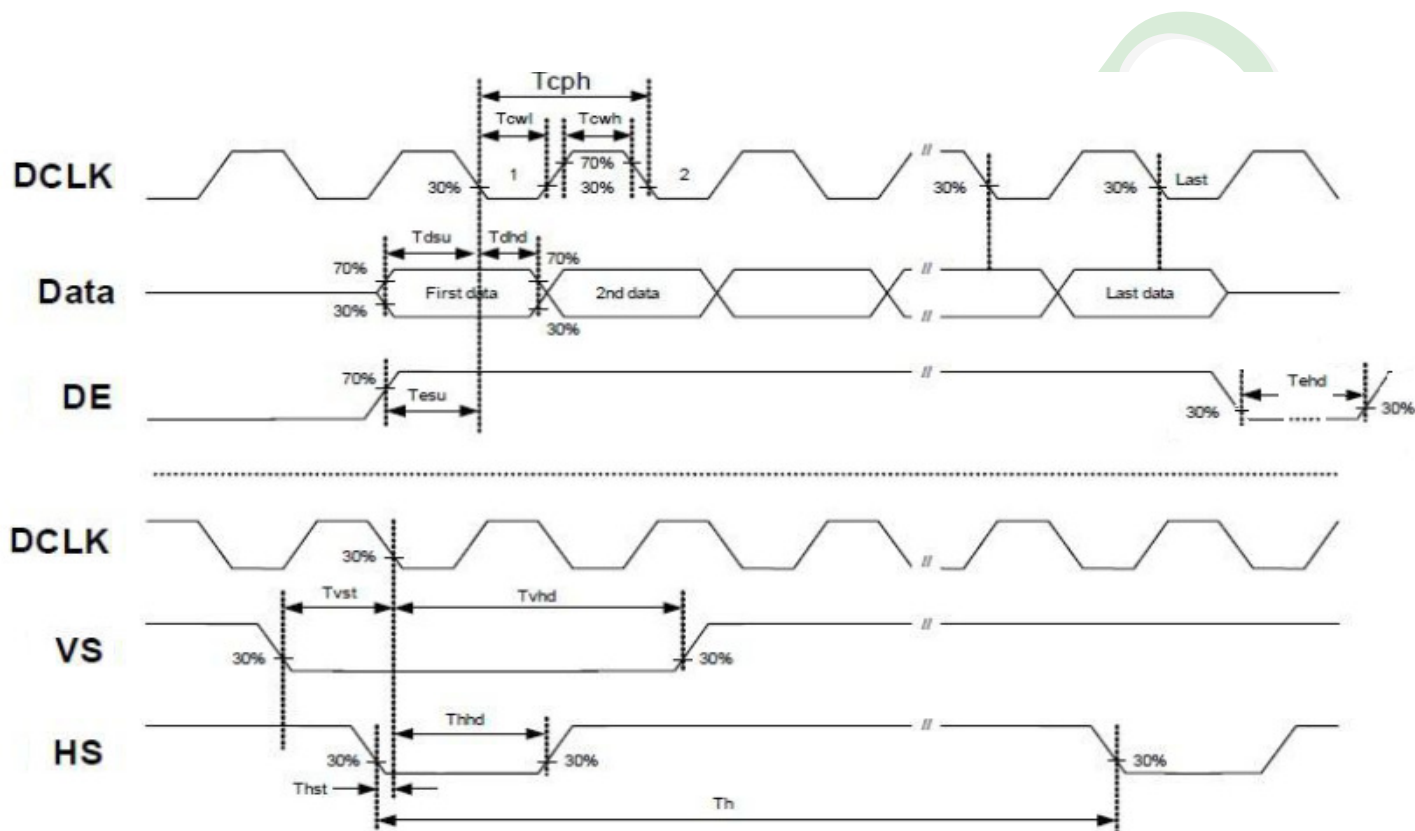 Tcph
Tcwl Tcwh
DCLK 30% 1 70% 30% 2 30% 30% Last
Tdsu Tdhd
Data 70% 30% First data 70% 30% 2nd data Last data
DE 70% Tesu 30% Tehd 30%
DCLK 30%
Tvst Tvhd
VS 30% 30%
Thhd
HS 30% 30% 30%
Thst
Th